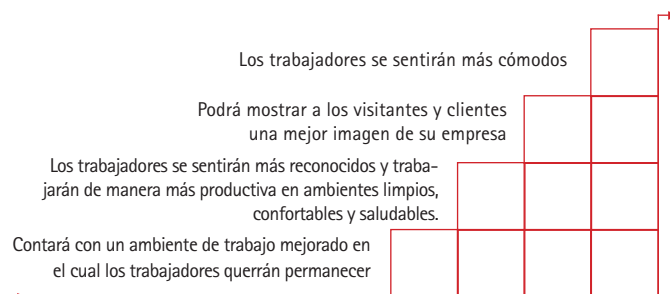 Los trabajadores se sentirán más cómodos
Podrá mostrar a los visitantes y clientes
una mejor imagen de su empresa
Los trabajadores se sentirán más reconocidos y traba-
jarán de manera más productiva en ambientes limpios,
confortables y saludables.
Contará con un ambiente de trabajo mejorado en
el cual los trabajadores querrán permanecer